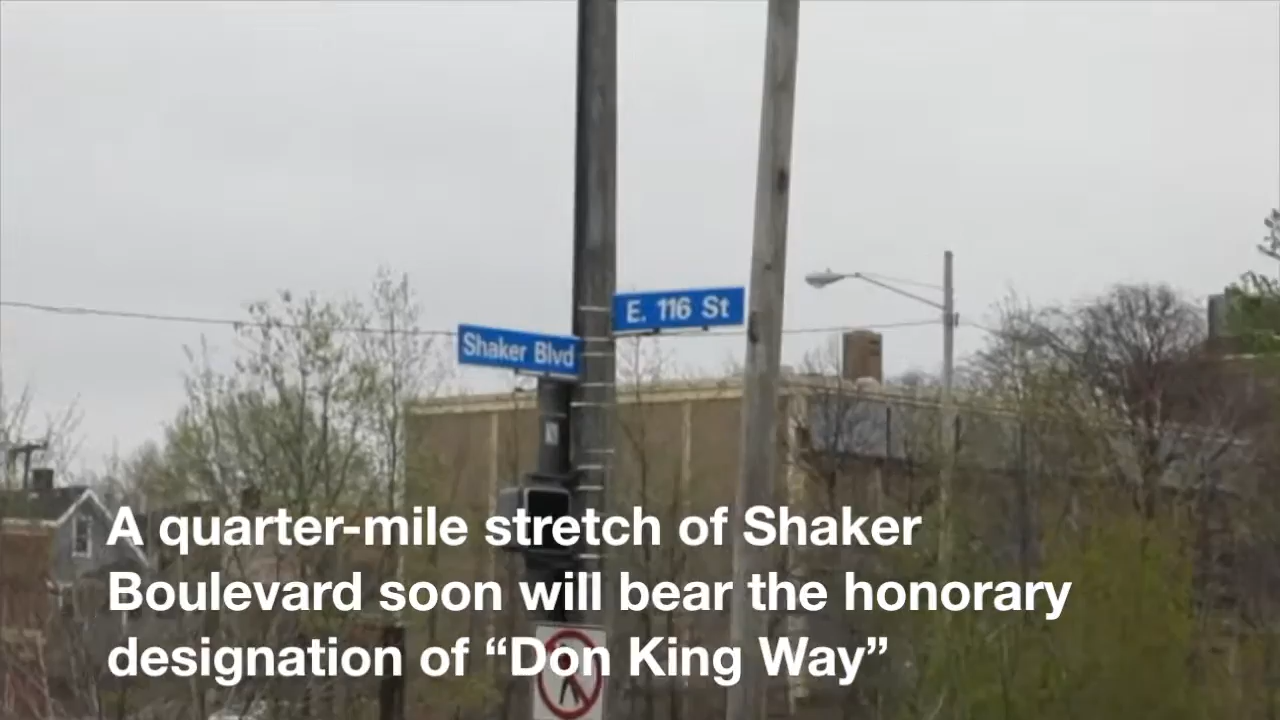 E. 116 St
Shaker Blvd
A quarter-mile stretch of Shaker
Boulevard soon will bear the honorary
designation of “Don King Way”